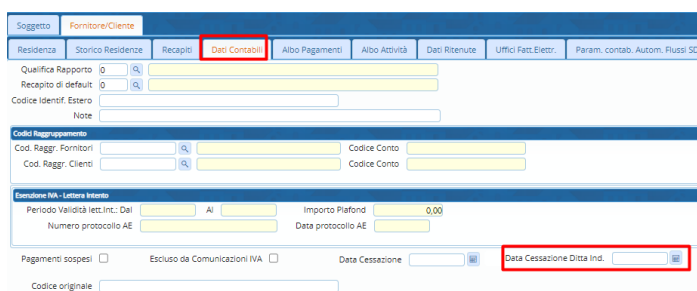 Soggetto Fornitore/Cliente
Residenza Storico Residenze Recapiti Dati Contabili Albo Pagamenti Albo Attività Dati Ritenute Uffici Fatt.Elettr. Param. contab. Autom. Flussi SD
Qualifica Rapporto 0
Recapito di default 0
Codice Identif. Estero
Note
Codici Raggruppamento
Cod. Raggr. Fornitori Codice Conto
Cod. Raggr. Clienti Codice Conto
Esenzione IVA - Lettera Intento
Periodo Validità lett.Int.: Dal Al Importo Plafond 0,00
Numero protocollo AE Data protocollo AE
Pagamenti sospesi Escluso da Comunicazioni IVA Data Cessazione Data Cessazione Ditta Ind.
Codice originale